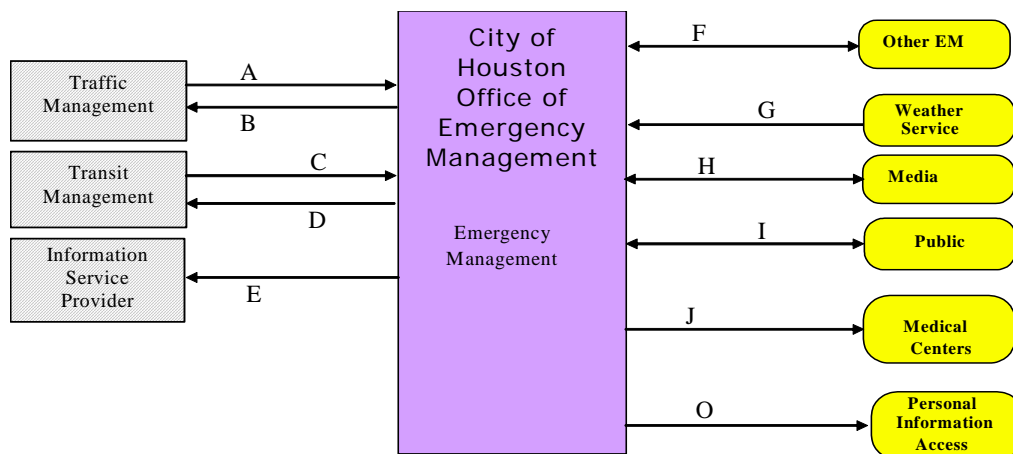 City of
Houston
Office of
Emergency
Management
Emergency
Management
Traffic
Management
A
B
Transit
Management
C
D
Information
Service
Provider
E
F
Other EM
G
Weather
Service
H
Media
I
Public
J
Medical
Centers
O
Personal
Information
Access